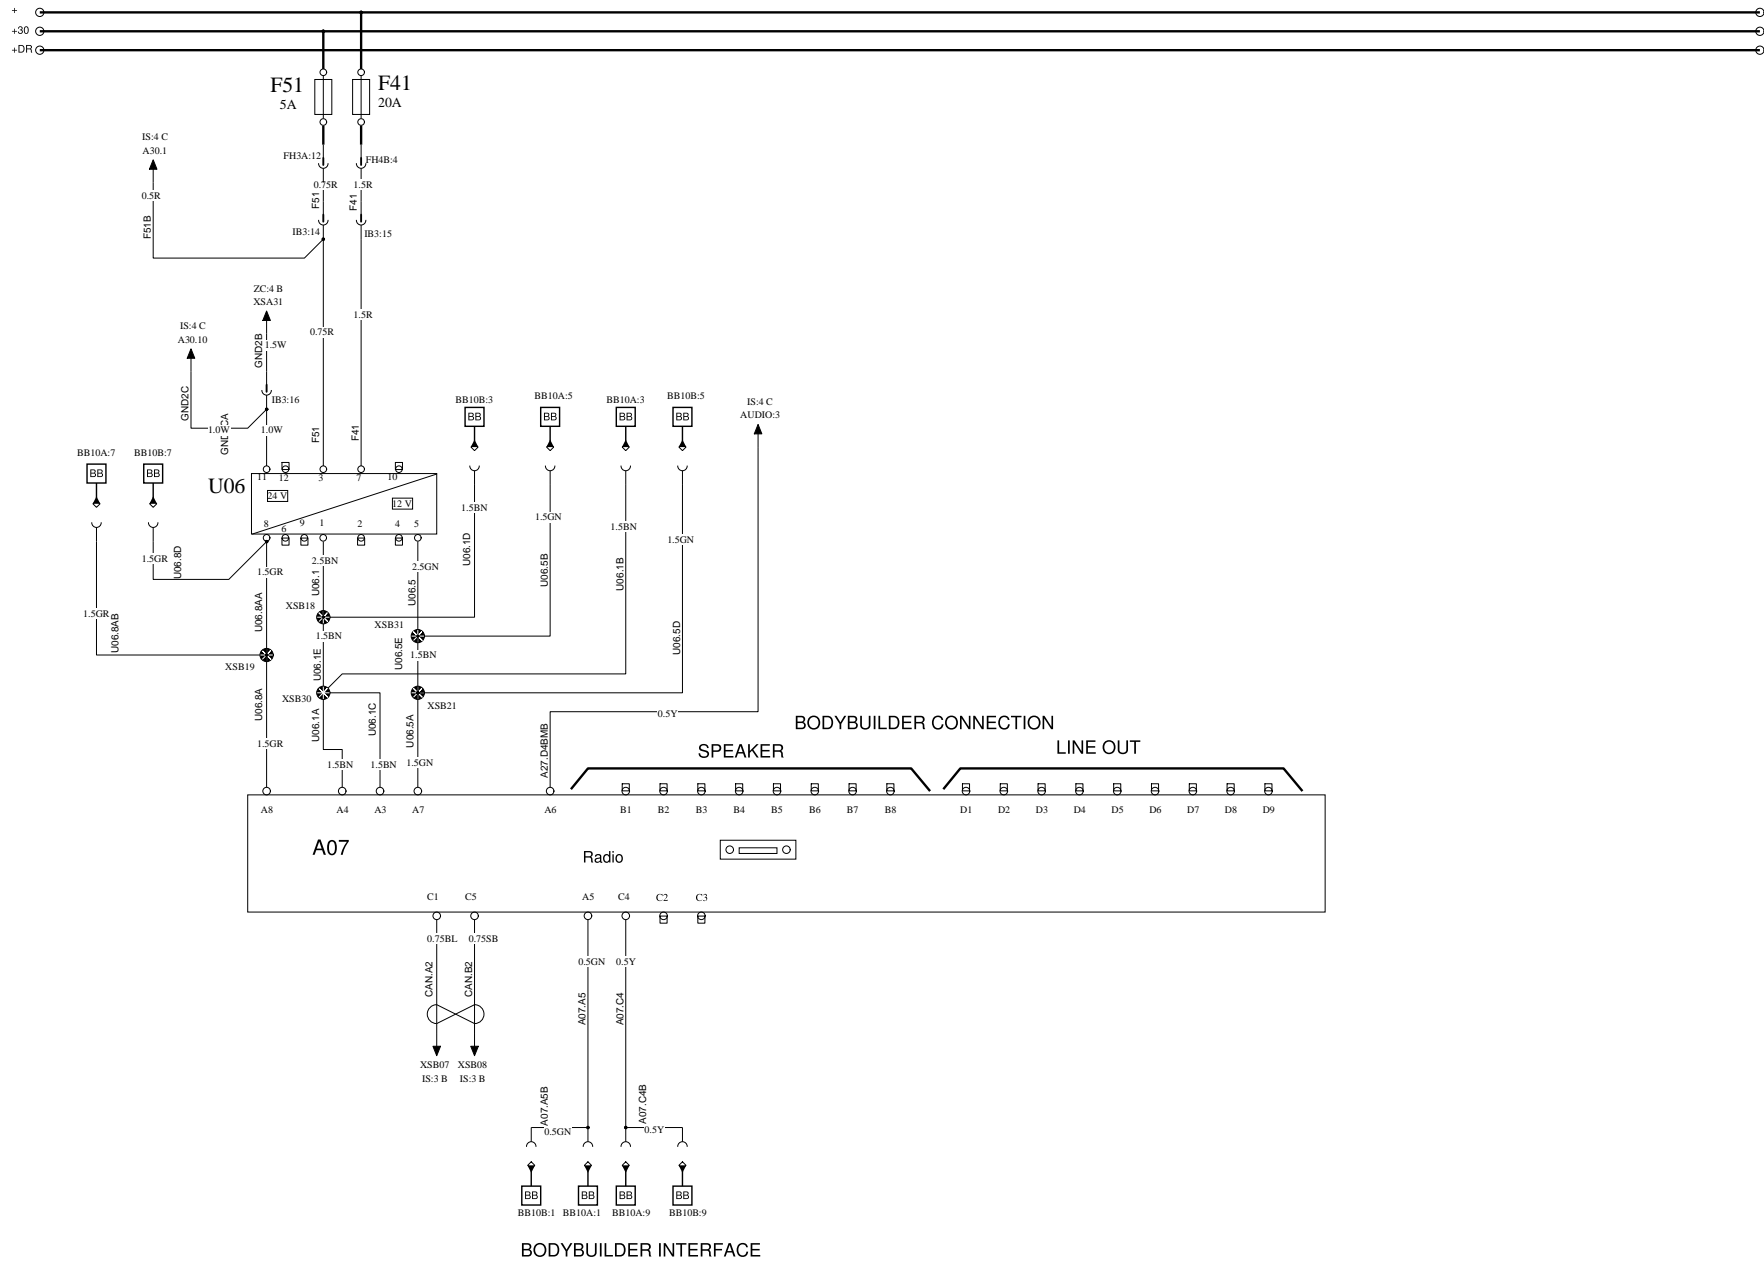 +
+30
+DR
F51
5A
F41
20A
IS:4 C
A30.1
FH3A:12
FH4B:4
0.75R
1.5R
0.5R
F51
F41
F51B
IB3:14
IB3:15
ZC:4 B
XSA31
1.5R
IS:4 C
A30.10
0.75R
GND2B
1.5W
GND2C
IB3:16
1.0W
1.0W
F51
F41
BB10B:3
BB10A:5
BB10A:3
BB10B:5
IS:4 C
AUDIO:3
BB
BB
BB
BB
BB10A:7
BB10B:7
BB
BB
U06
11
12
3
7
10
24 V
12 V
8
6
9
1
2
4
5
1.5BN
1.5GN
1.5BN
1.5GN
U06.1D
U06.5B
U06.1B
U06.5D
1.5GR
U06.8D
1.5GR
2.5BN
2.5GN
U06.1
U06.5
1.5GR
U06.8AB
U06.8AA
XSB18
XSB31
1.5BN
1.5BN
U06.1E
U06.5E
XSB19
XSB30
XSB21
U06.8A
U06.1A
U06.1C
U06.5A
0.5Y
A27.D4BMB
1.5GR
1.5BN
1.5BN
1.5GN
BODYBUILDER CONNECTION
SPEAKER
LINE OUT
A8
A4
A3
A7
A6
B1
B2
B3
B4
B5
B6
B7
B8
D1
D2
D3
D4
D5
D6
D7
D8
D9
A07
Radio
C1
C5
A5
C4
C2
C3
0.75BL
0.75SB
0.5GN
0.5Y
CAN.A2
CAN.B2
A07.A5
A07.C4
XSB07
IS:3 B
XSB08
IS:3 B
A07.A5B
A07.C4B
0.5GN
0.5Y
BB
BB
BB
BB
BB10B:1
BB10A:1
BB10A:9
BB10B:9
BODYBUILDER INTERFACE